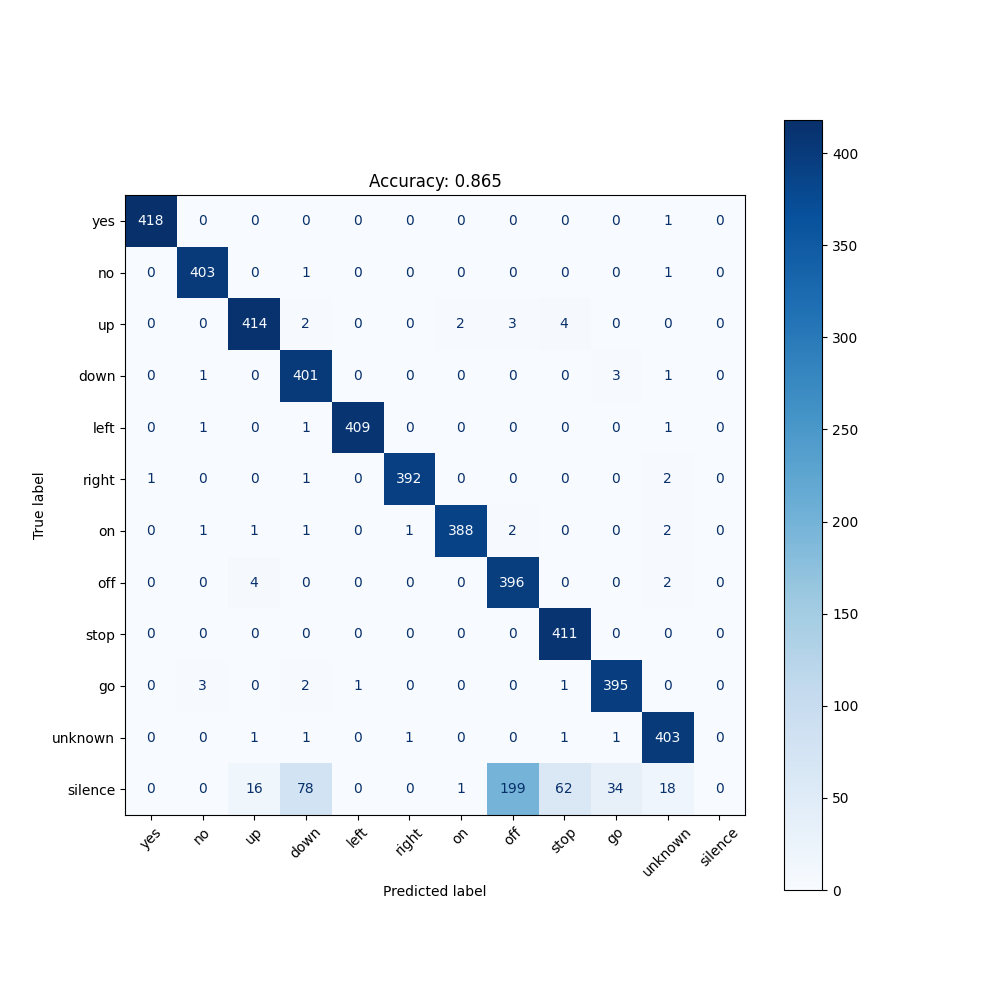 Accuracy: 0.865
yes 418 0 0 0 0 0 0 0 0 0 1 0
no 0 403 0 1 0 0 0 0 0 0 1 0
up 0 0 414 2 0 0 2 3 4 0 0 0
down 0 1 0 401 0 0 0 0 0 3 1 0
left 0 1 0 1 409 0 0 0 0 0 1 0
right 1 0 0 1 0 392 0 0 0 0 2 0
on 0 1 1 1 0 1 388 2 0 0 2 0
off 0 0 4 0 0 0 0 396 0 0 2 0
stop 0 0 0 0 0 0 0 0 411 0 0 0
go 0 3 0 2 1 0 0 0 1 395 0 0
unknown 0 0 1 1 0 1 0 0 1 1 403 0
silence 0 0 16 78 0 0 1 199 62 34 18 0
yes no up down left right on off stop go unknown silence
Predicted label
True label
400
350
300
250
200
150
100
50
0